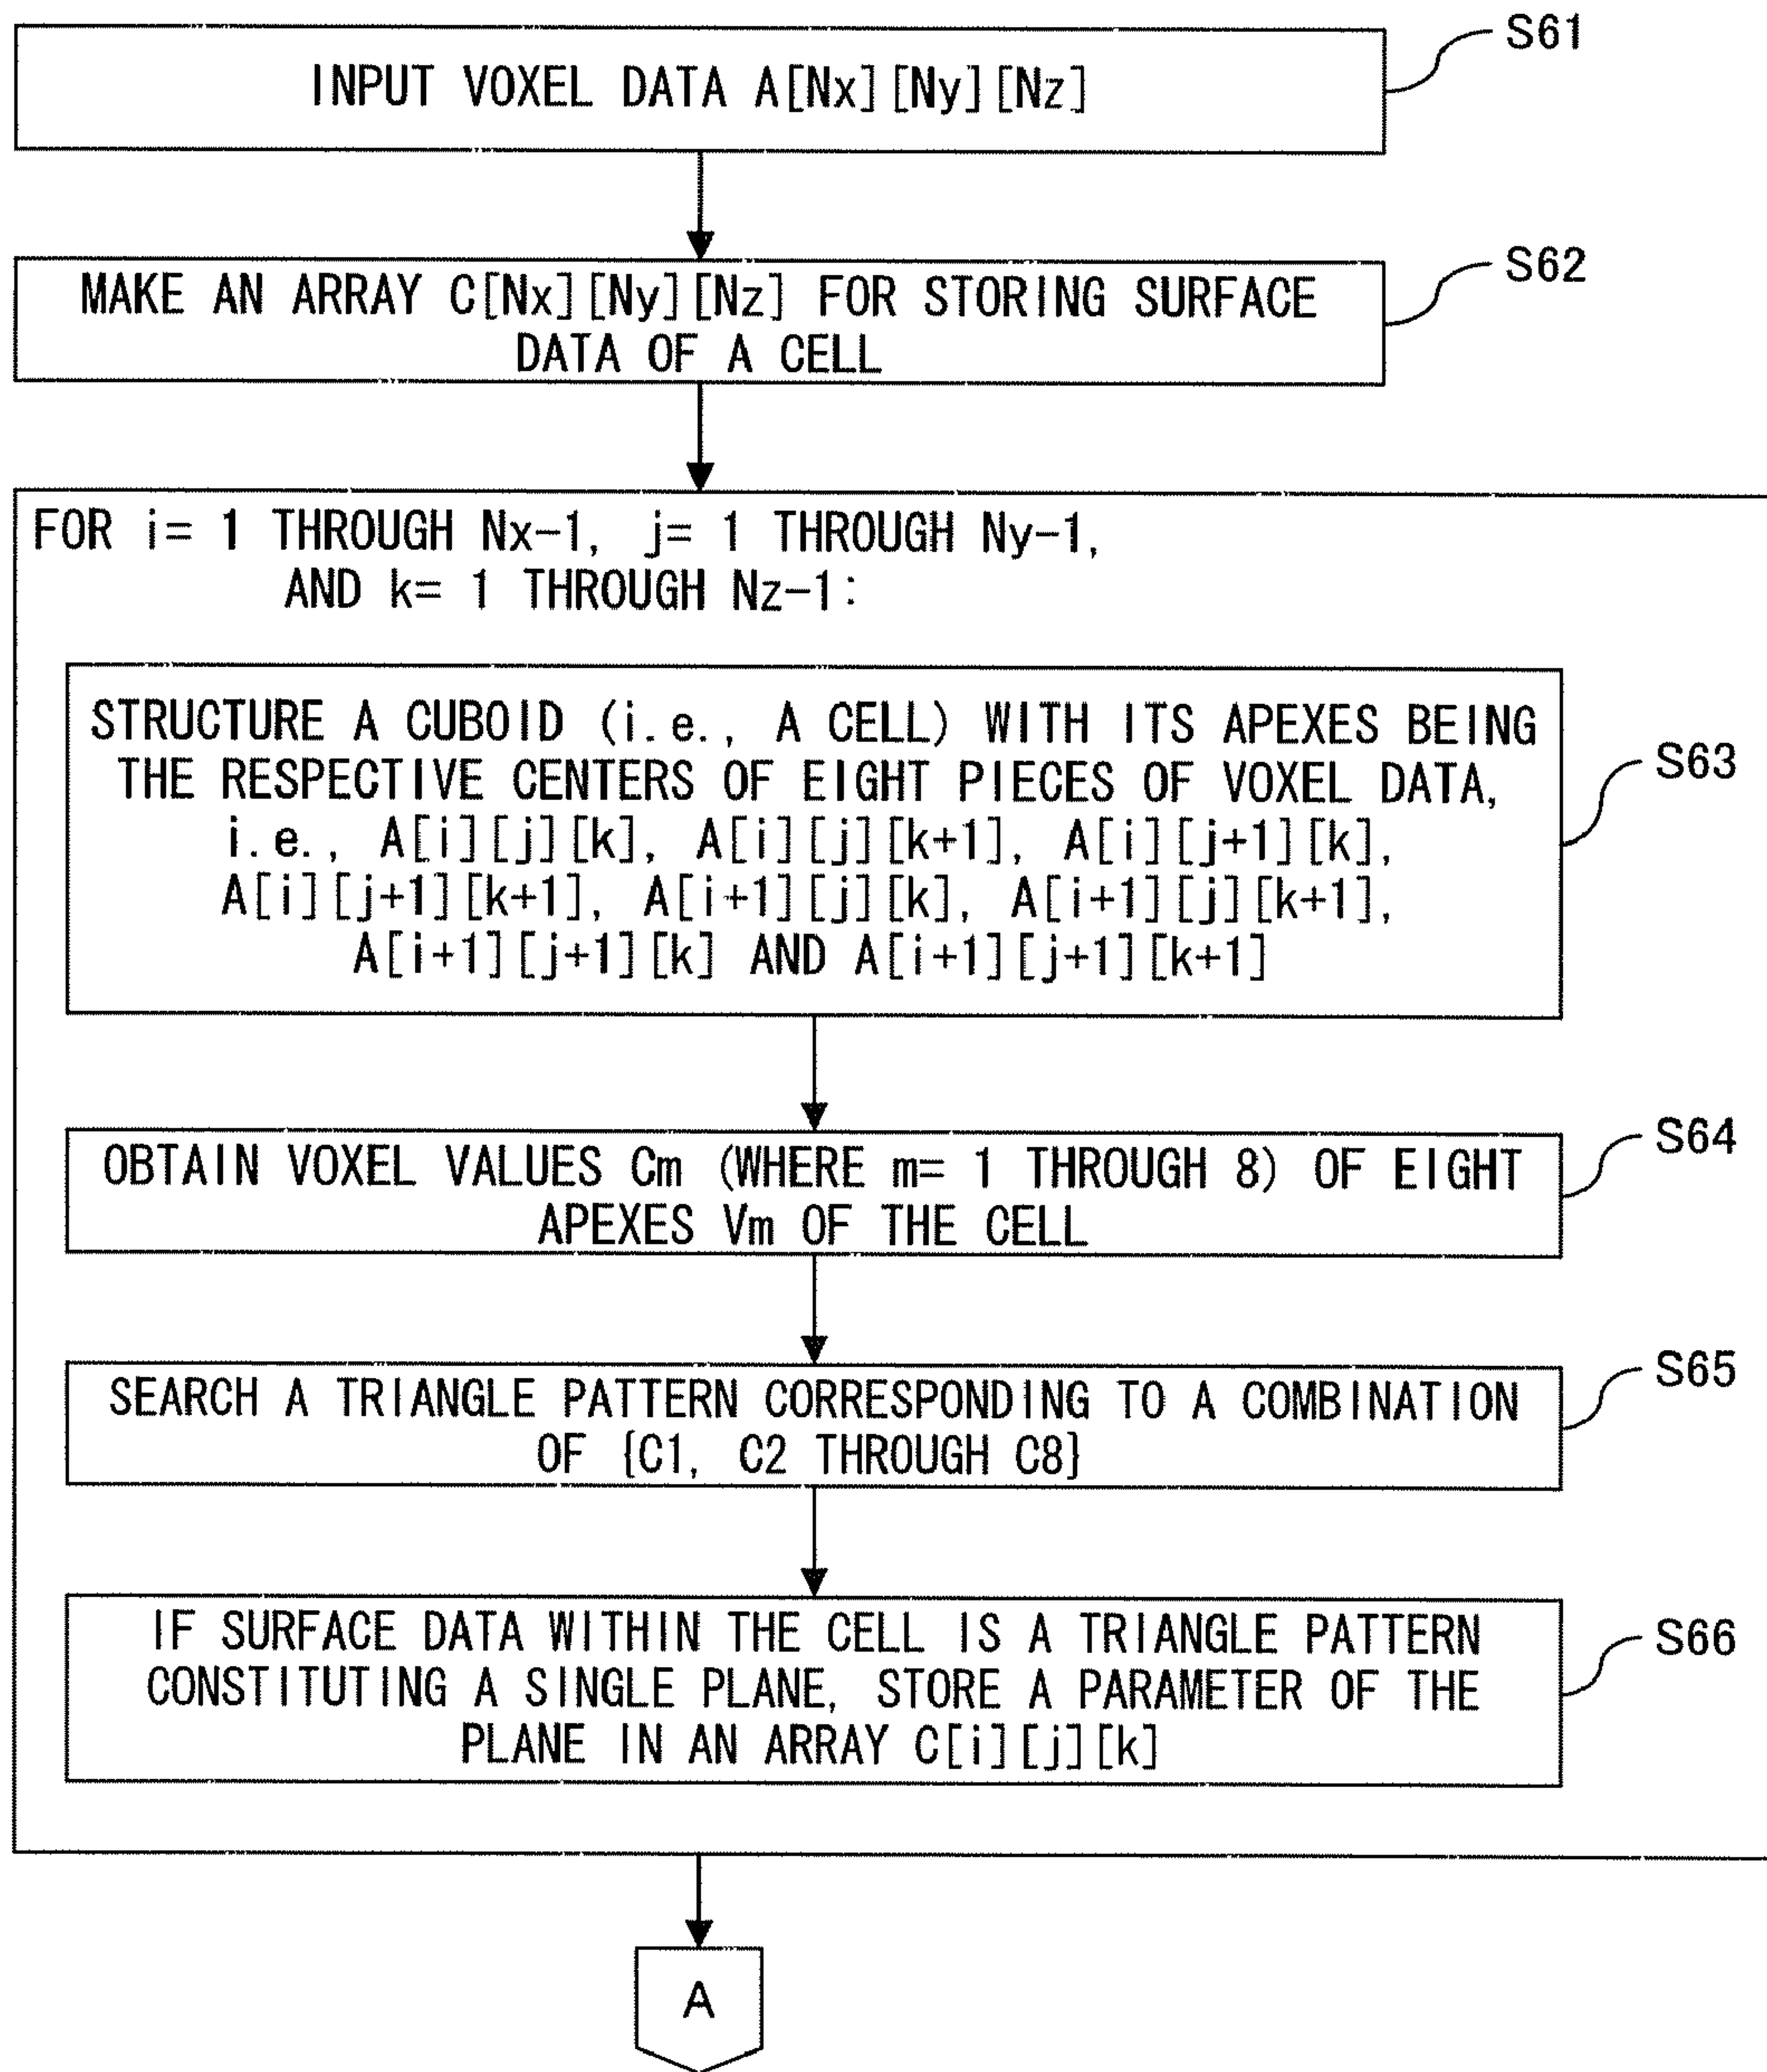 S61
INPUT VOXEL DATA A[Nx][Ny][Nz]
S62
MAKE AN ARRAY C[Nx][Ny][Nz] FOR STORING SURFACE
DATA OF A CELL
FOR i= 1 THROUGH Nx-1, j= 1 THROUGH Ny-1,
AND k= 1 THROUGH Nz-1:
S63
STRUCTURE A CUBOID (i.e., A CELL) WITH ITS APEXES BEING
THE RESPECTIVE CENTERS OF EIGHT PIECES OF VOXEL DATA,
i.e., A[i][j][k], A[i][j][k+1], A[i][j+1][k],
A[i][j+1][k+1], A[i+1][j][k], A[i+1][j][k+1],
A[i+1][j+1][k] AND A[i+1][j+1][k+1]
S64
OBTAIN VOXEL VALUES Cm (WHERE m= 1 THROUGH 8) OF EIGHT
APEXES Vm OF THE CELL
S65
SEARCH A TRIANGLE PATTERN CORRESPONDING TO A COMBINATION
OF {C1, C2 THROUGH C8}
S66
IF SURFACE DATA WITHIN THE CELL IS A TRIANGLE PATTERN
CONSTITUTING A SINGLE PLANE, STORE A PARAMETER OF THE
PLANE IN AN ARRAY C[i][j][k]
A